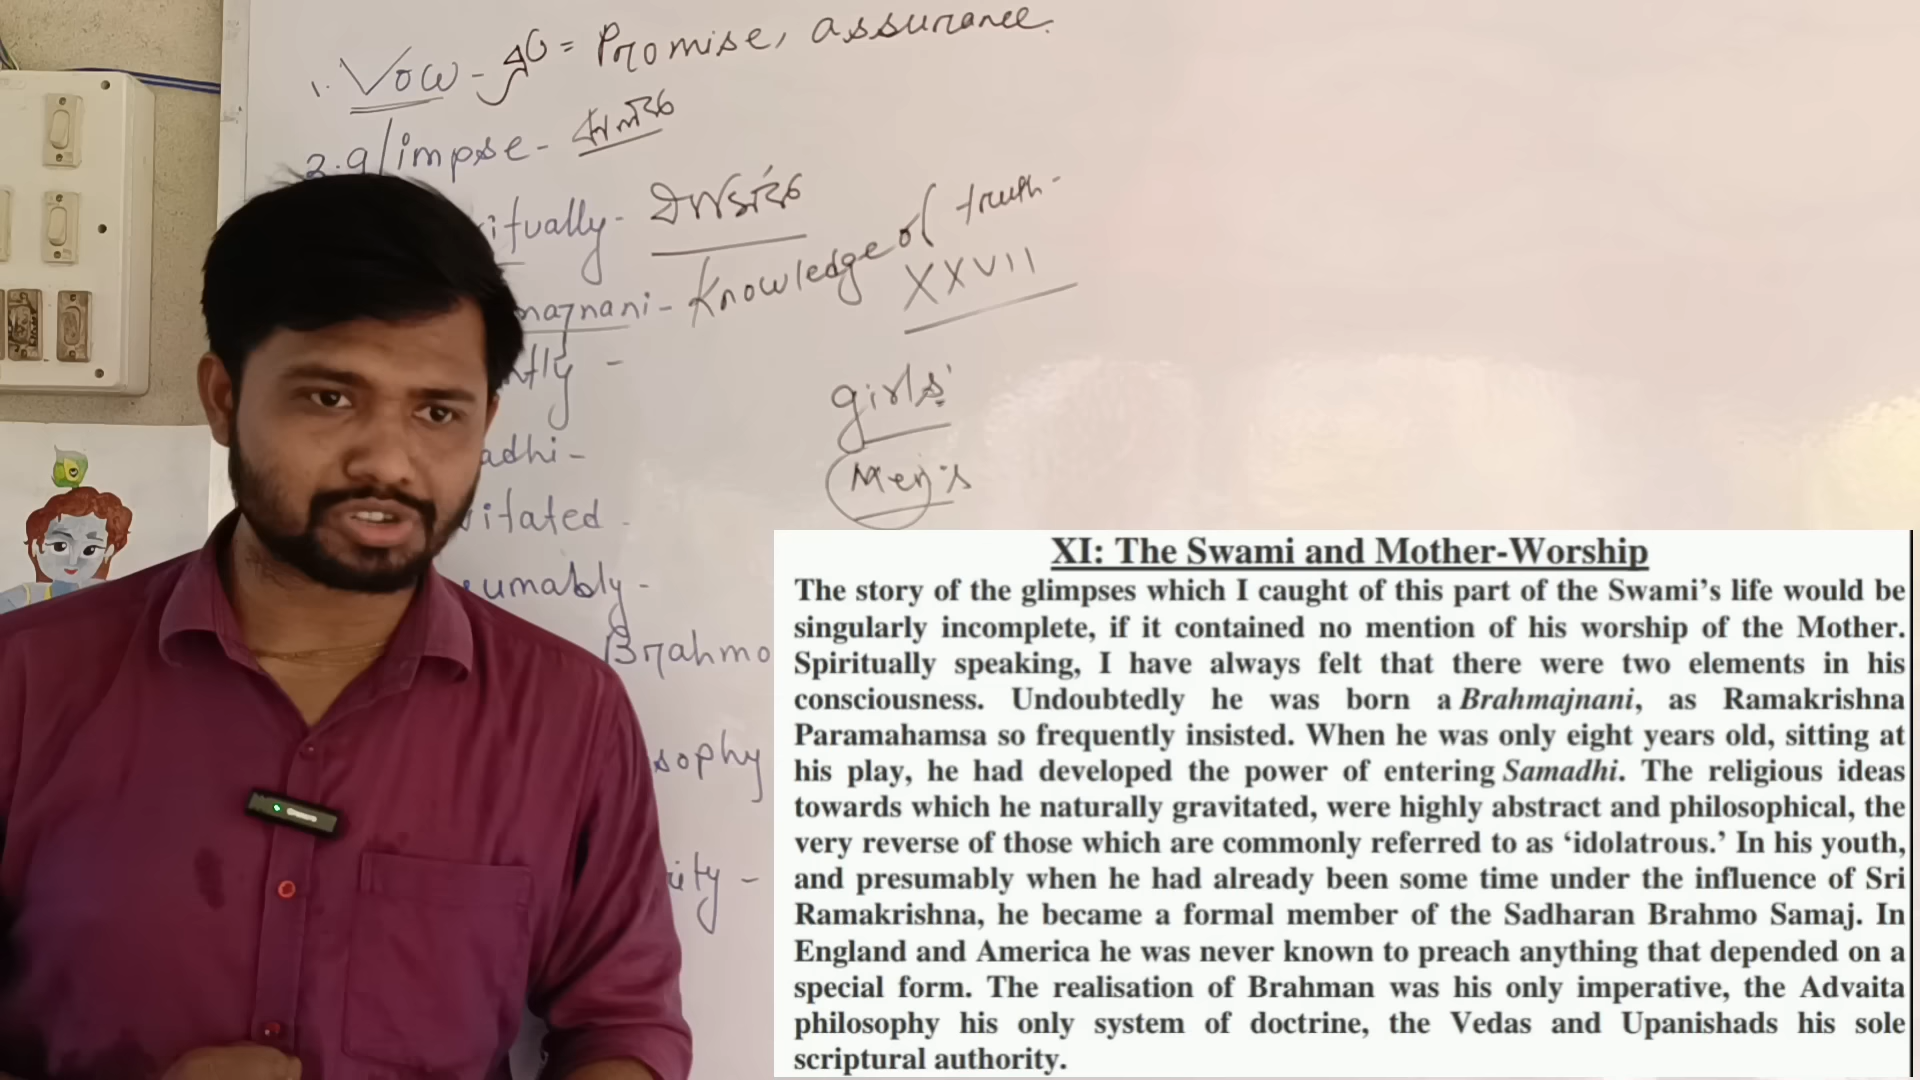 1. Vow - শপথ = Promise, assurance.
2. glimpse - ঝলক
itually -
majnani - Knowledge of truth -
XXVII
ntly -
girls'
adhi -
Men's
itated -
umably -
Brahmo
sophy
ity -
XI: The Swami and Mother-Worship
The story of the glimpses which I caught of this part of the Swami’s life would be
singularly incomplete, if it contained no mention of his worship of the Mother.
Spiritually speaking, I have always felt that there were two elements in his
consciousness. Undoubtedly he was born a Brahmajnani, as Ramakrishna
Paramahamsa so frequently insisted. When he was only eight years old, sitting at
his play, he had developed the power of entering Samadhi. The religious ideas
towards which he naturally gravitated, were highly abstract and philosophical, the
very reverse of those which are commonly referred to as ‘idolatrous.’ In his youth,
and presumably when he had already been some time under the influence of Sri
Ramakrishna, he became a formal member of the Sadharan Brahmo Samaj. In
England and America he was never known to preach anything that depended on a
special form. The realisation of Brahman was his only imperative, the Advaita
philosophy his only system of doctrine, the Vedas and Upanishads his sole
scriptural authority.